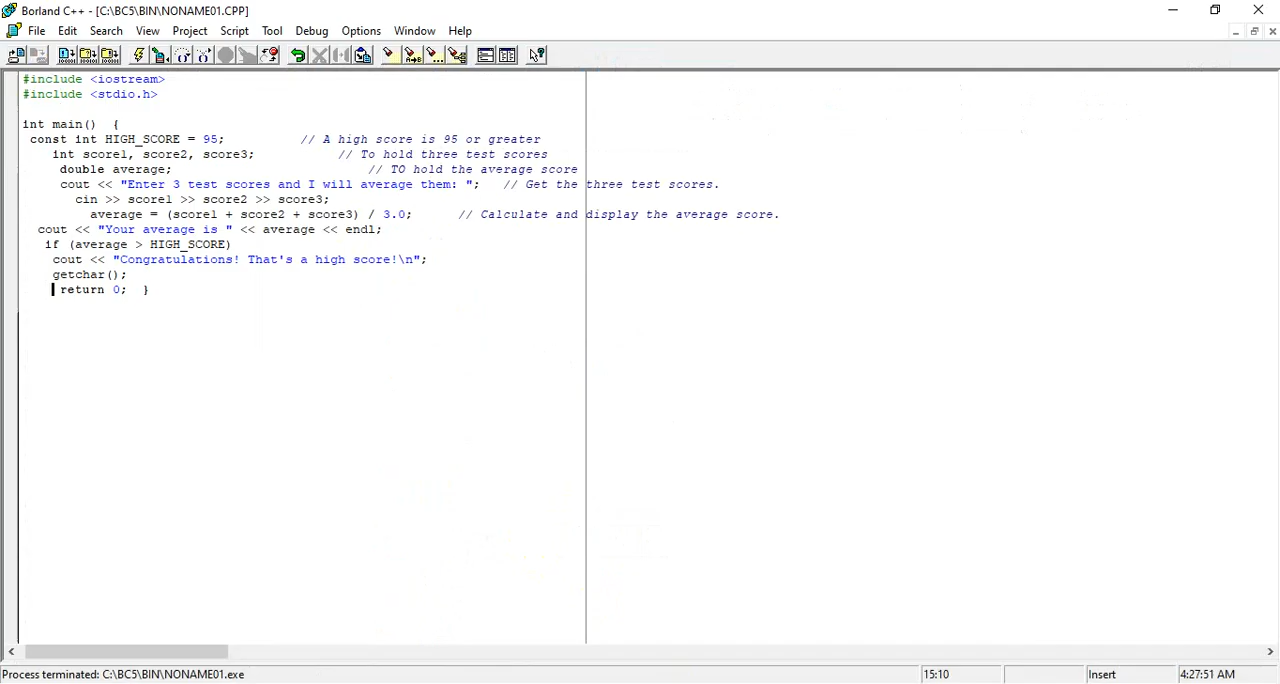 Borland C++ - [C:\BC5\BIN\NONAME01.CPP]
File Edit Search View Project Script Tool Debug Options Window Help
#include <iostream>
#include <stdio.h>
int main()  {
const int HIGH_SCORE = 95;          // A high score is 95 or greater
int score1, score2, score3;           // To hold three test scores
double average;                          // TO hold the average score
cout << "Enter 3 test scores and I will average them: ";   // Get the three test scores.
cin >> score1 >> score2 >> score3;
average = (score1 + score2 + score3) / 3.0;      // Calculate and display the average score.
cout << "Your average is " << average << endl;
if (average > HIGH_SCORE)
cout << "Congratulations! That's a high score!\n";
getchar();
return 0;  }
Process terminated: C:\BC5\BIN\NONAME01.exe 15:10 Insert 4:27:51 AM